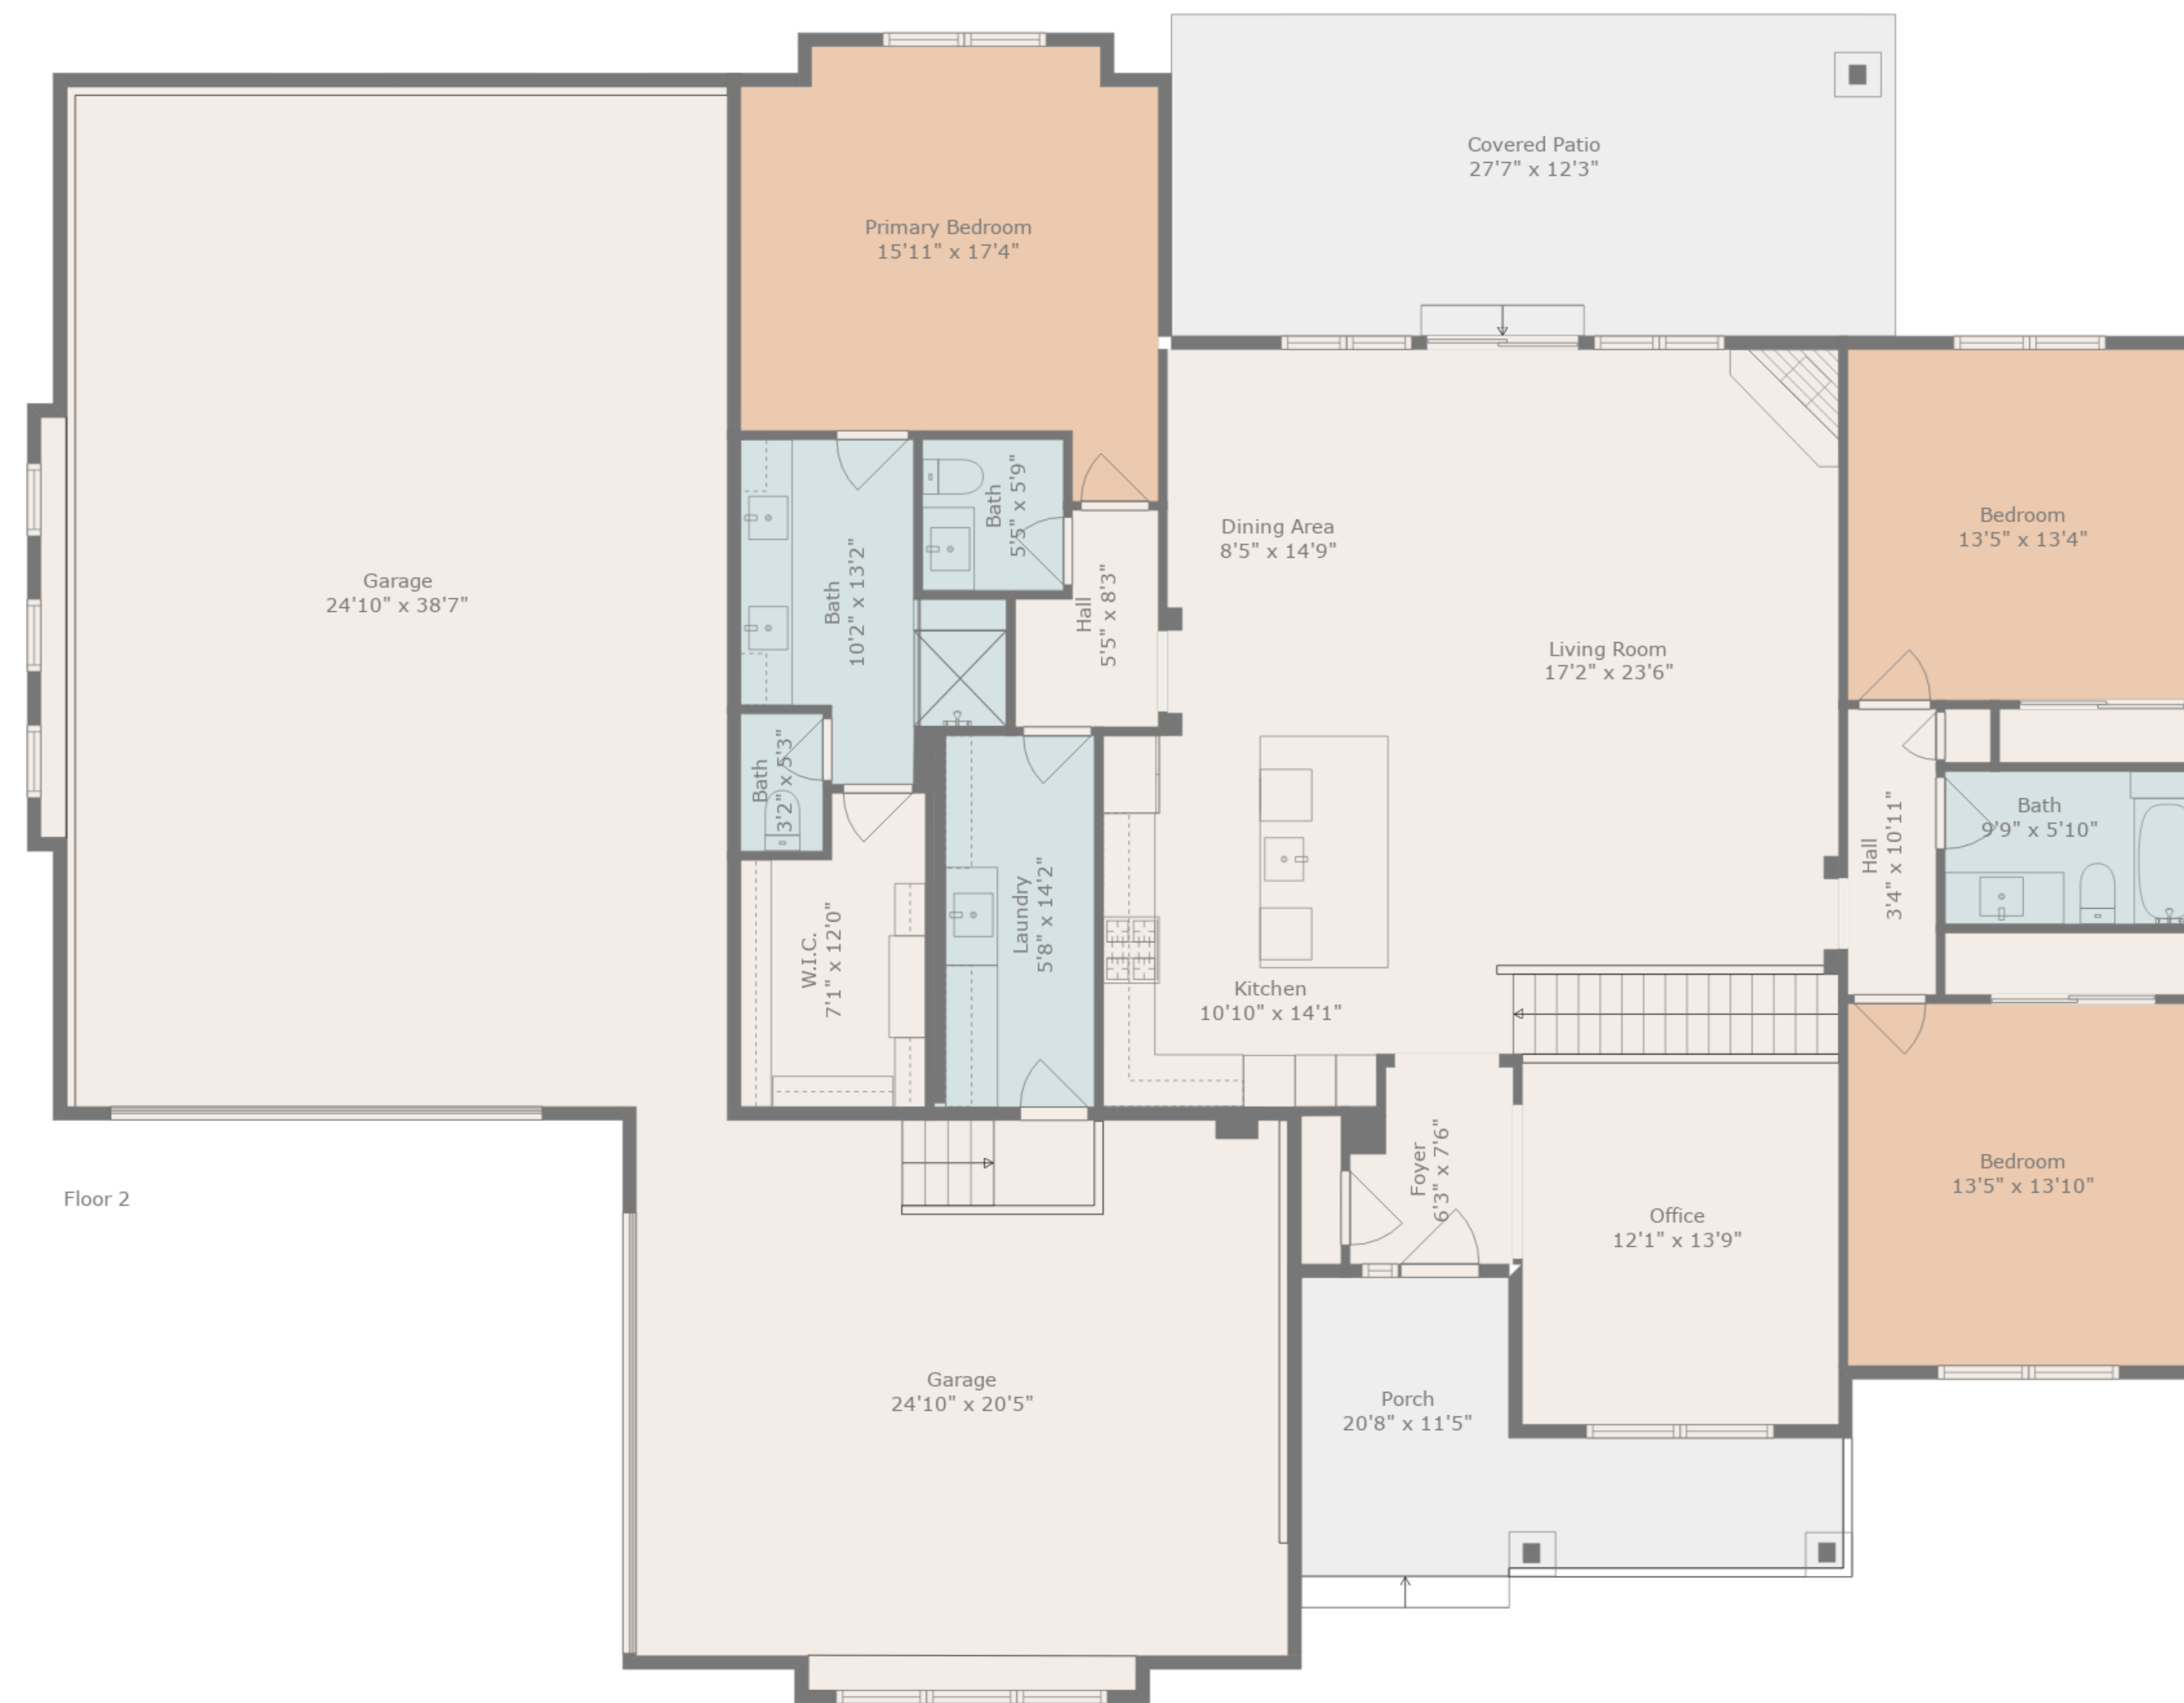 Covered Patio
27'7" x 12'3"
Primary Bedroom
15'11" x 17'4"
Garage
24'10" x 38'7"
Bath
10'2" x 13'2"
Bath
5'5" x 5'9"
Hall
5'5" x 8'3"
Dining Area
8'5" x 14'9"
Living Room
17'2" x 23'6"
Bedroom
13'5" x 13'4"
Bath
3'2" x 5'3"
W.I.C.
7'1" x 12'0"
Laundry
5'8" x 14'2"
Kitchen
10'10" x 14'1"
Hall
3'4" x 10'11"
Bath
9'9" x 5'10"
Floor 2
Foyer
6'3" x 7'6"
Office
12'1" x 13'9"
Bedroom
13'5" x 13'10"
Garage
24'10" x 20'5"
Porch
20'8" x 11'5"